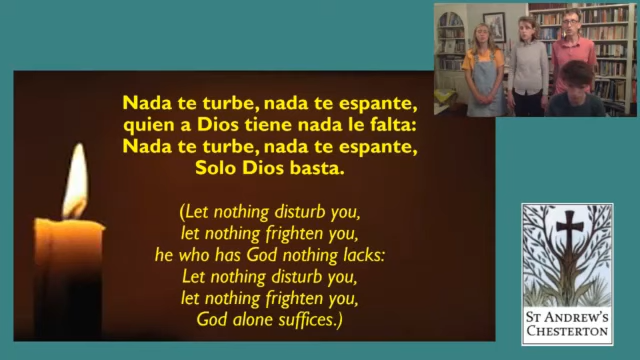 Nada te turbe, nada te espante,
quien a Dios tiene nada le falta:
Nada te turbe, nada te espante,
Solo Dios basta.
(Let nothing disturb you,
let nothing frighten you,
he who has God nothing lacks:
Let nothing disturb you,
let nothing frighten you,
God alone suffices.)
ST ANDREW'S
CHESTERTON